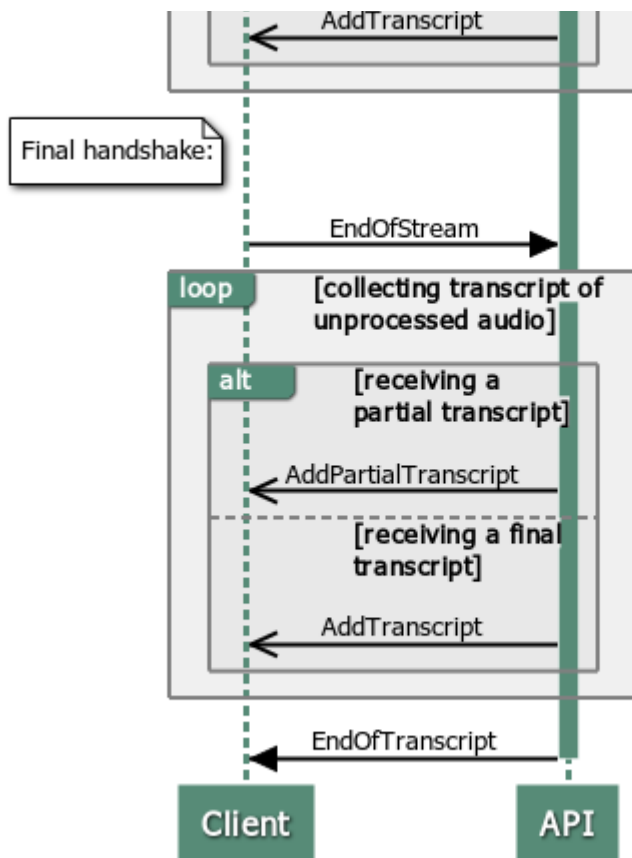 AddTranscript
Final handshake:
EndOfStream
loop
[collecting transcript of
unprocessed audio]
alt
[receiving a
partial transcript]
AddPartialTranscript
[receiving a final
transcript]
AddTranscript
EndOfTranscript
Client
API